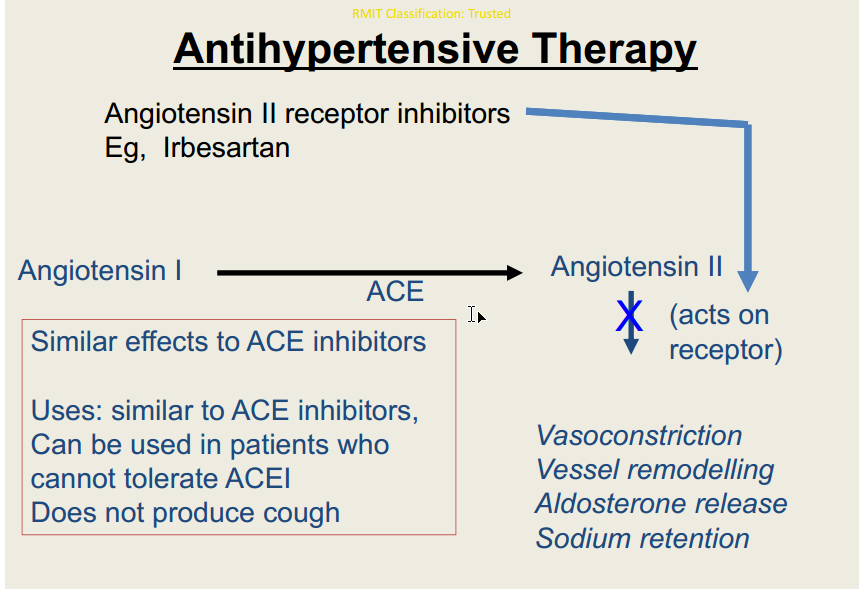 RMIT Classification: Trusted
Antihypertensive Therapy
Angiotensin II receptor inhibitors
Eg, Irbesartan
Angiotensin I
ACE
Angiotensin II
X
(acts on
receptor)
Similar effects to ACE inhibitors
Uses: similar to ACE inhibitors,
Can be used in patients who
cannot tolerate ACEI
Does not produce cough
Vasoconstriction
Vessel remodelling
Aldosterone release
Sodium retention